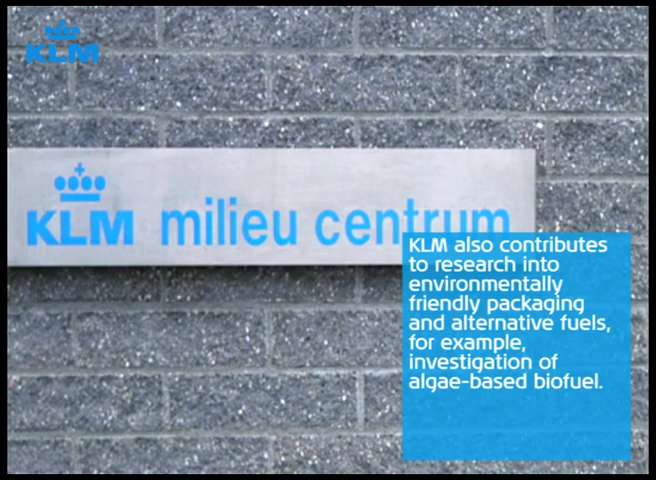 KLM
KLM milieu centrum
KLM also contributes
to research into
environmentally
friendly packaging
and alternative fuels,
for example,
investigation of
algae-based biofuel.